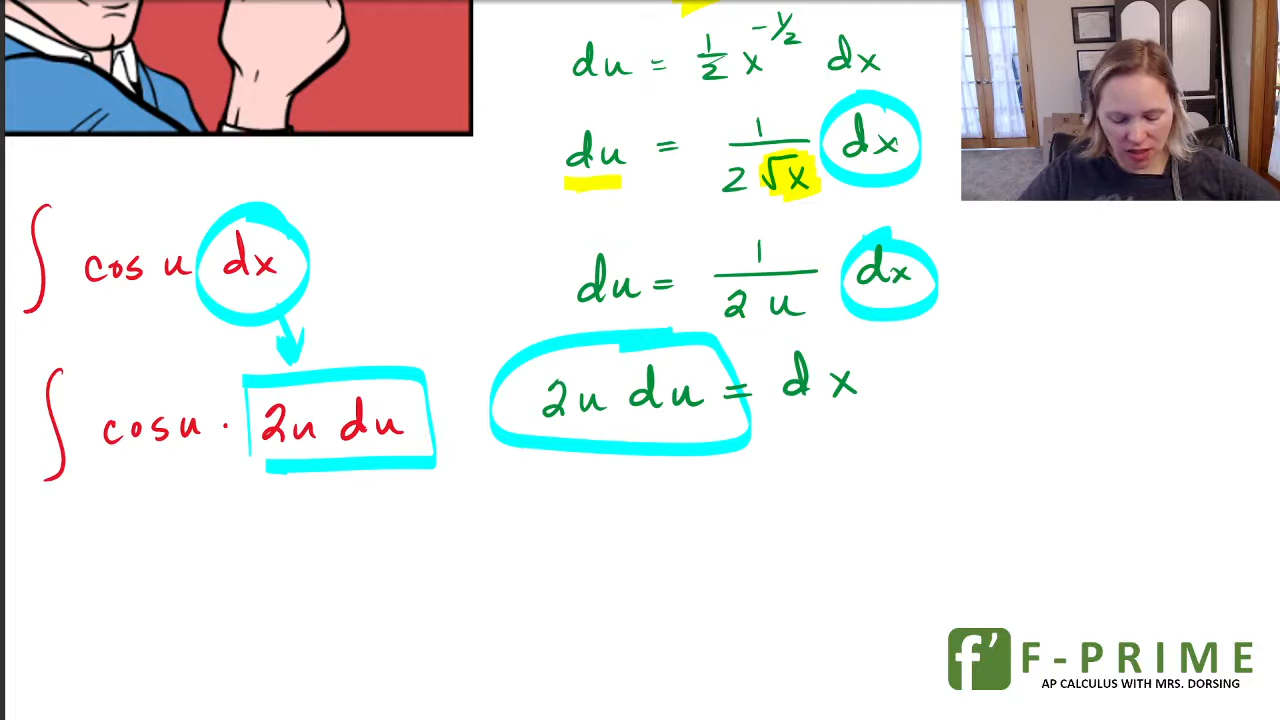 du = 1/2 x^-1/2 dx
du = 1/(2√x) dx
∫ cos u dx
du = 1/(2u) dx
2u du = dx
∫ cos u · 2u du
f' F-PRIME
AP CALCULUS WITH MRS. DORSING